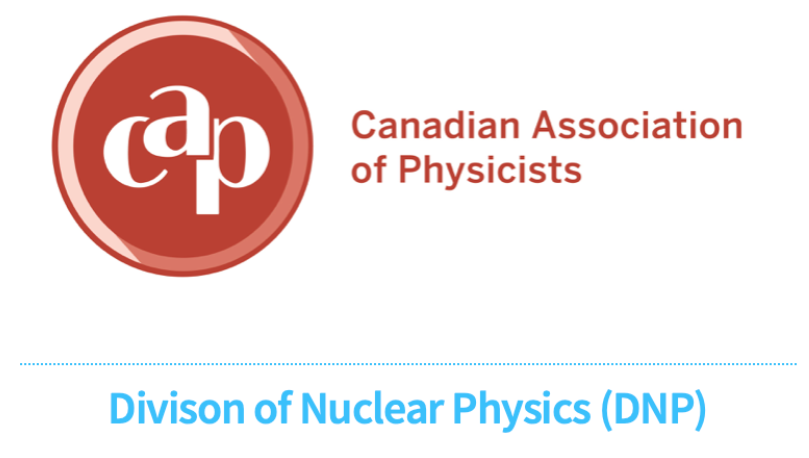 cap
Canadian Association
of Physicists
Divison of Nuclear Physics (DNP)